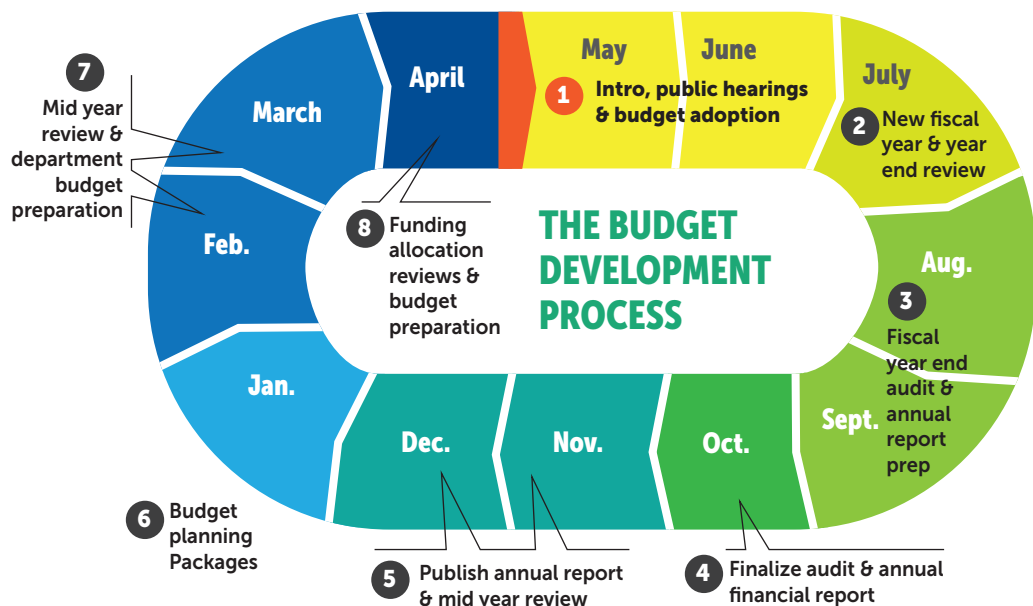 THE BUDGET
DEVELOPMENT
PROCESS
May
June
1
Intro, public hearings
& budget adoption
July
2
New fiscal
year & year
end review
Aug.
3
Fiscal
year end
audit &
annual
report
prep
Sept.
Oct.
4
Finalize audit & annual
financial report
Nov.
Dec.
5
Publish annual report
& mid year review
Jan.
6
Budget
planning
Packages
Feb.
March
7
Mid year
review &
department
budget
preparation
April
8
Funding
allocation
reviews &
budget
preparation